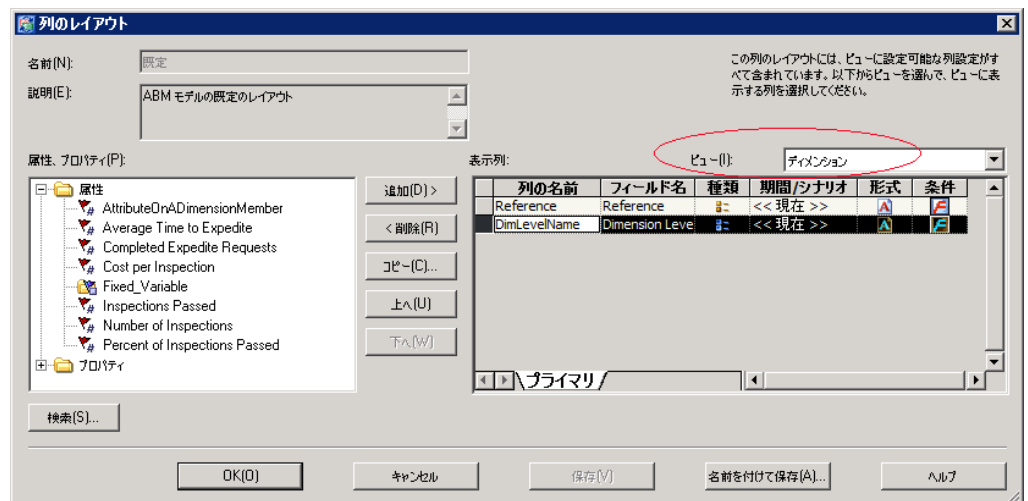 列のレイアウト
名前(N):
既定
この列のレイアウトには、ビューに設定可能な列設定がす
べて含まれています。以下からビューを選んで、ビューに表
示する列を選択してください。
説明(E):
ABM モデルの既定のレイアウト
属性、プロパティ(P):
表示列:
ビュー(I):
ディメンション
属性
AttributeOnADimensionMember
Average Time to Expedite
Completed Expedite Requests
Cost per Inspection
Fixed_Variable
Inspections Passed
Number of Inspections
Percent of Inspections Passed
プロパティ
追加(D) >
< 削除(R)
コピー(C)...
上へ(U)
下へ(W)
列の名前 フィールド名 種類 期間/シナリオ 形式 条件
Reference Reference << 現在 >> A F
DimLevelName Dimension Leve << 現在 >> A F
プライマリ
検索(S)...
OK(O) キャンセル 保存(V) 名前を付けて保存(A)... ヘルプ